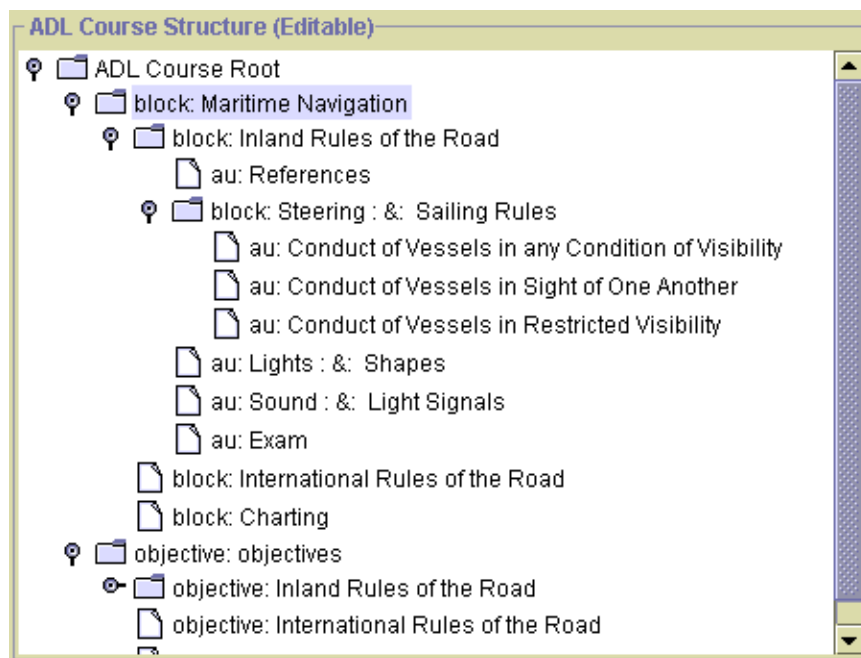 ADL Course Structure (Editable)
ADL Course Root
block: Maritime Navigation
block: Inland Rules of the Road
au: References
block: Steering : &: Sailing Rules
au: Conduct of Vessels in any Condition of Visibility
au: Conduct of Vessels in Sight of One Another
au: Conduct of Vessels in Restricted Visibility
au: Lights : &: Shapes
au: Sound : &: Light Signals
au: Exam
block: International Rules of the Road
block: Charting
objective: objectives
objective: Inland Rules of the Road
objective: International Rules of the Road